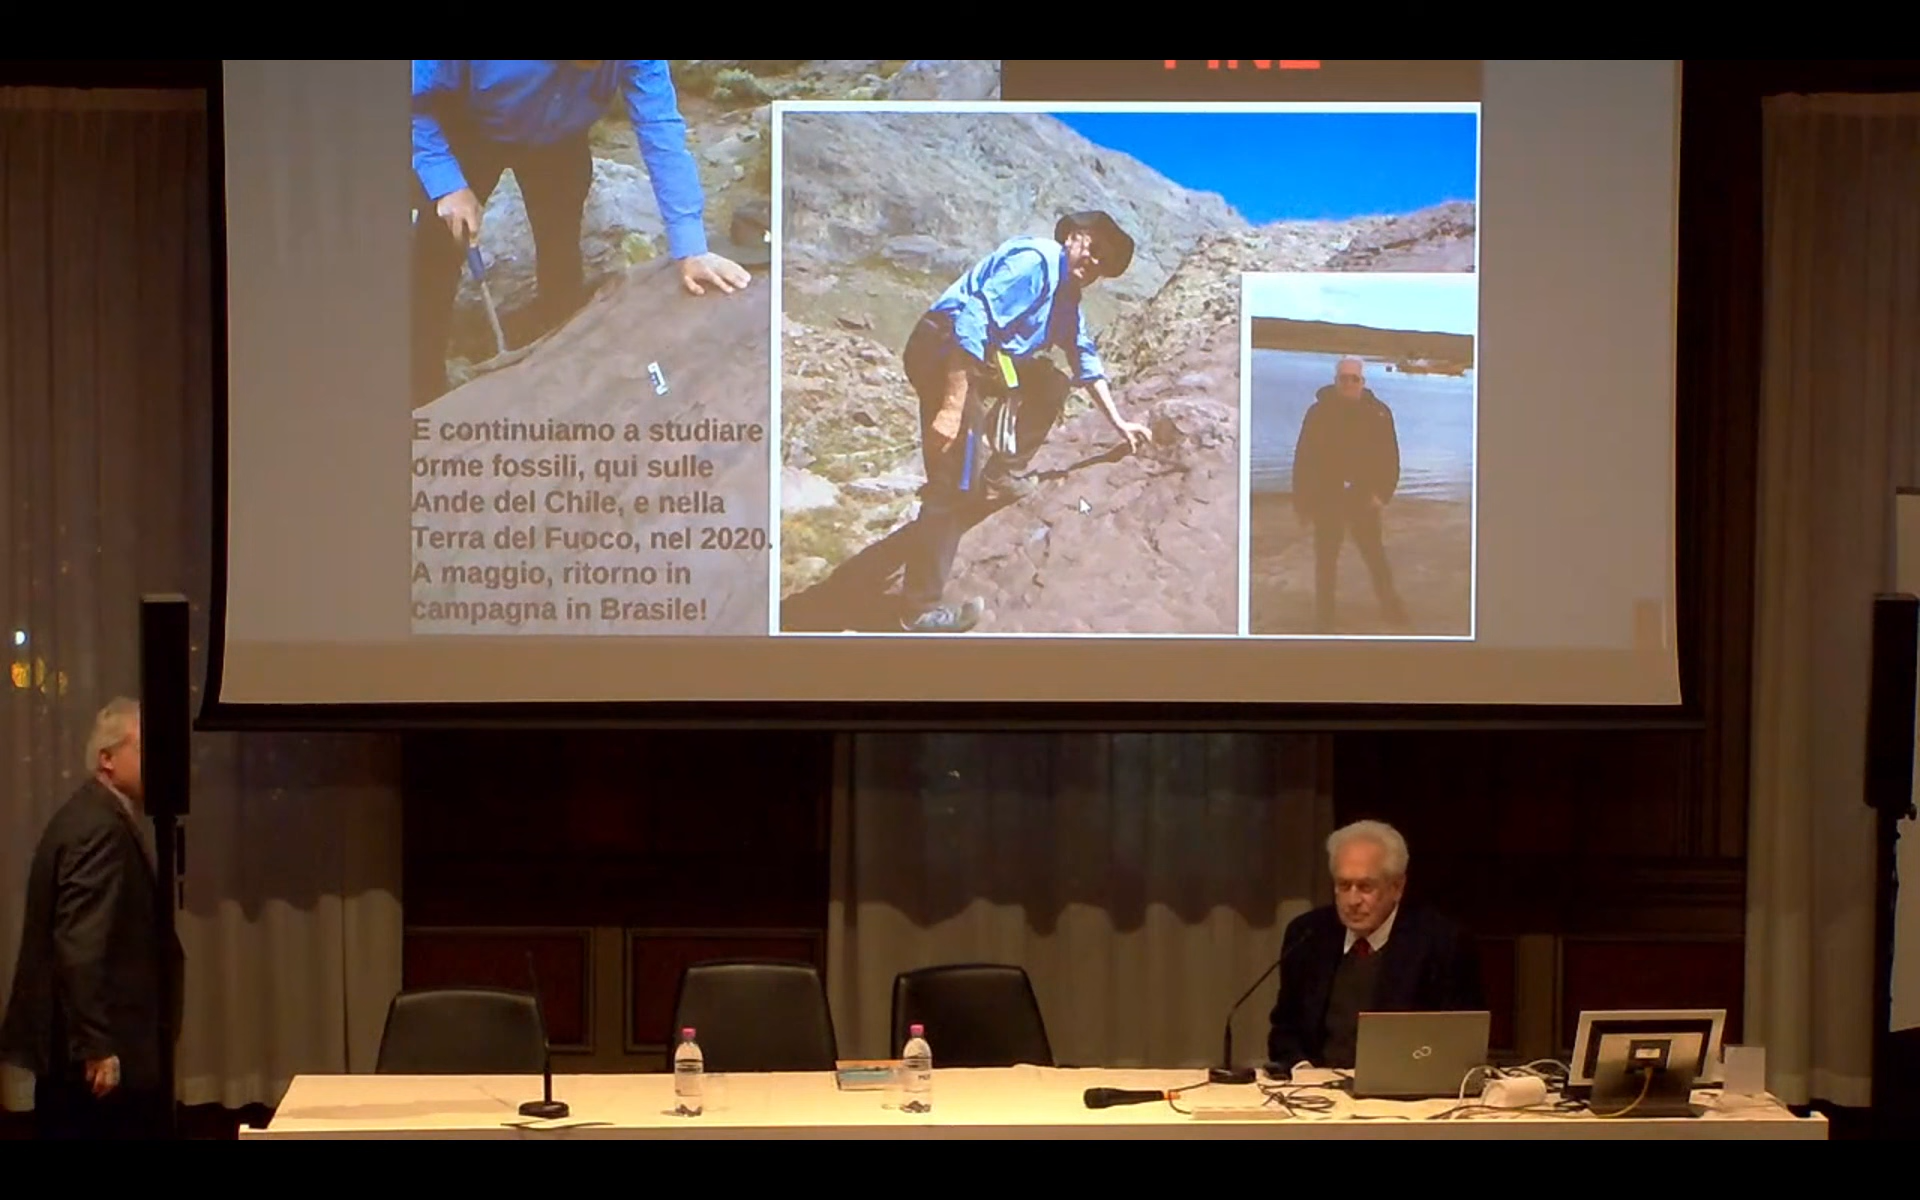 FINE
E continuiamo a studiare
orme fossili, qui sulle
Ande del Chile, e nella
Terra del Fuoco, nel 2020.
A maggio, ritorno in
campagna in Brasile!